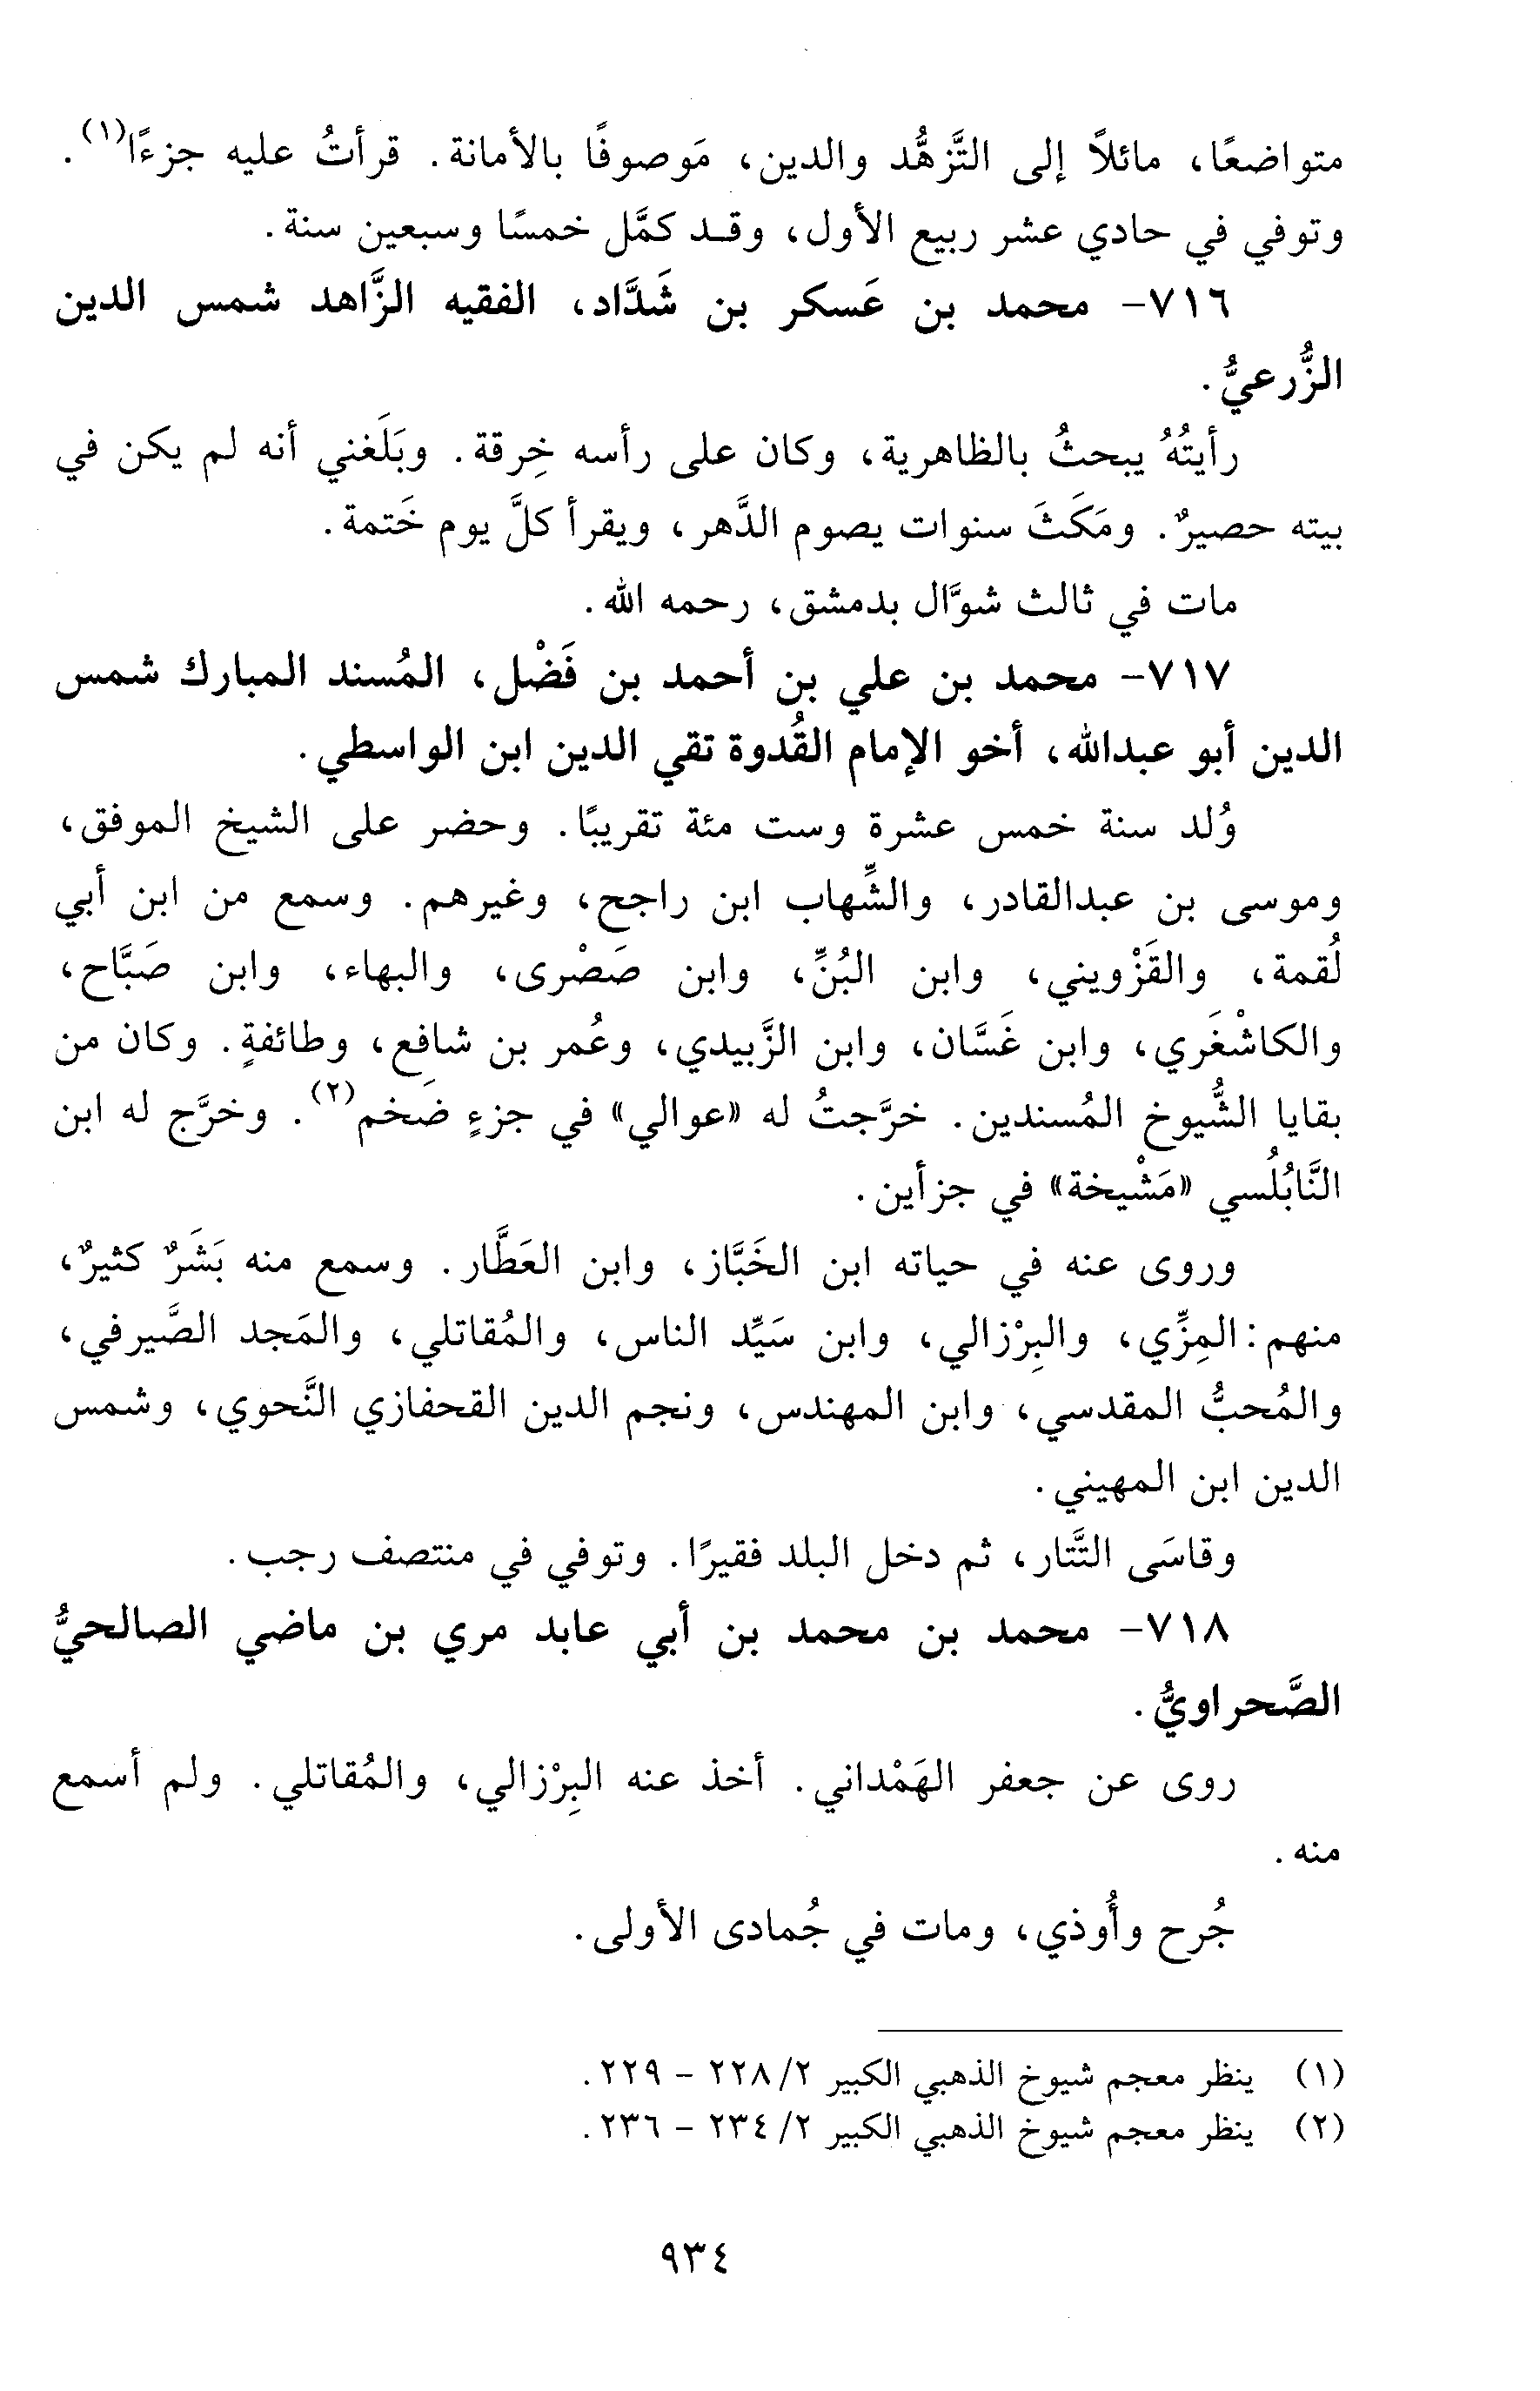 متواضعًا، مائلاً إلى التَّزهُّد والدين، مَوصوفًا بالأمانة. قرأتُ عليه جزءًا(١).
وتوفي في حادي عشر ربيع الأول، وقد كمَّل خمسًا وسبعين سنة.
٧١٦- محمد بن عَسكر بن شَدَّاد، الفقيه الزَّاهد شمس الدين
الزُّرعيُّ.
رأيتُهُ يبحثُ بالظاهرية، وكان على رأسه خِرقة. وبَلَغني أنه لم يكن في
بيته حصيرٌ. ومَكَثَ سنوات يصوم الدَّهر، ويقرأ كلَّ يوم خَتمة.
مات في ثالث شوَّال بدمشق، رحمه الله.
٧١٧- محمد بن علي بن أحمد بن فَضْل، المُسند المبارك شمس
الدين أبو عبدالله، أخو الإمام القُدوة تقي الدين ابن الواسطي.
وُلد سنة خمس عشرة وست مئة تقريبًا. وحضر على الشيخ الموفق،
وموسى بن عبدالقادر، والشِّهاب ابن راجح، وغيرهم. وسمع من ابن أبي
لُقمة، والقَزْويني، وابن البُنِّ، وابن صَصْرى، والبهاء، وابن صَبَّاح،
والكاشْغَري، وابن غَسَّان، وابن الزَّبيدي، وعُمر بن شافع، وطائفةٍ. وكان من
بقايا الشُّيوخ المُسندين. خرَّجتُ له «عوالي» في جزءٍ ضَخم(٢). وخرَّج له ابن
النَّابُلُسي «مَشْيخة» في جزأين.
وروى عنه في حياته ابن الخَبَّاز، وابن العَطَّار. وسمع منه بَشَرٌ كثيرٌ،
منهم: المِزِّي، والبِرْزالي، وابن سَيِّد الناس، والمُقاتلي، والمَجد الصَّيرفي،
والمُحبُّ المقدسي، وابن المهندس، ونجم الدين القحفازي النَّحوي، وشمس
الدين ابن المهيني.
وقاسَى التَّتار، ثم دخل البلد فقيرًا. وتوفي في منتصف رجب.
٧١٨- محمد بن محمد بن أبي عابد مري بن ماضي الصالحيُّ
الصَّحراويُّ.
روى عن جعفر الهَمْداني. أخذ عنه البِرْزالي، والمُقاتلي. ولم أسمع
منه.
جُرح وأُوذي، ومات في جُمادى الأولى.
(١) ينظر معجم شيوخ الذهبي الكبير ٢/ ٢٢٨ - ٢٢٩.
(٢) ينظر معجم شيوخ الذهبي الكبير ٢/ ٢٣٤ - ٢٣٦.
٩٣٤